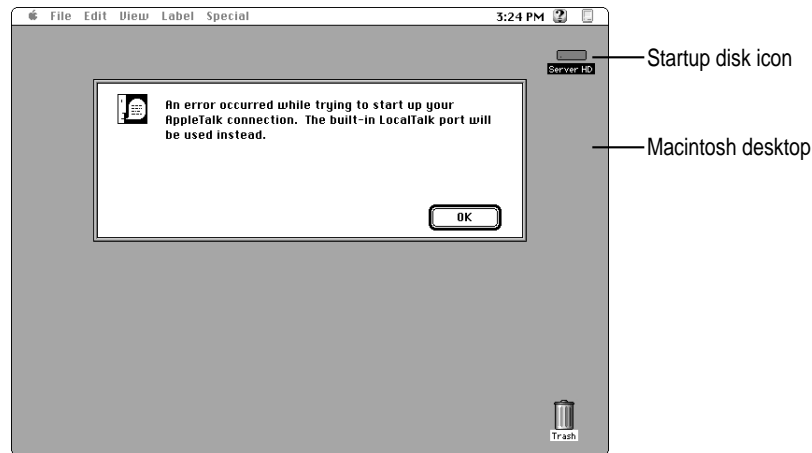 File Edit View Label Special 3:24 PM
Startup disk icon
Server HD
An error occurred while trying to start up your
AppleTalk connection. The built-in LocalTalk port will
be used instead.
Macintosh desktop
OK
Trash